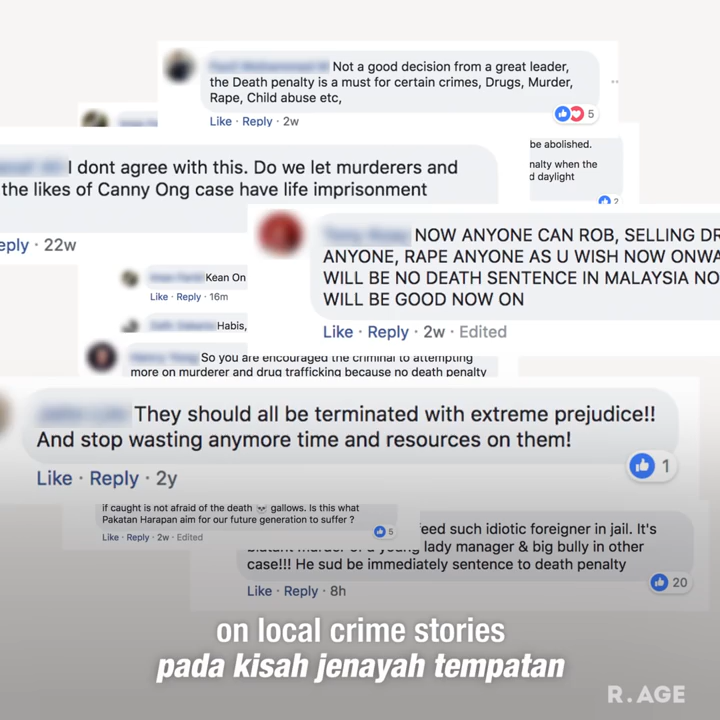 Not a good decision from a great leader,
the Death penalty is a must for certain crimes, Drugs, Murder,
Rape, Child abuse etc,
Like · Reply · 2w
5
be abolished.
nalty when the
d daylight
2
I dont agree with this. Do we let murderers and
the likes of Canny Ong case have life imprisonment
eply · 22w
NOW ANYONE CAN ROB, SELLING DR
ANYONE, RAPE ANYONE AS U WISH NOW ONWA
WILL BE NO DEATH SENTENCE IN MALAYSIA NO
WILL BE GOOD NOW ON
Like · Reply · 2w · Edited
Kean On
Like · Reply · 16m
Habis,
So you are encouraged the criminal to attempting
more on murderer and drug trafficking because no death penalty
They should all be terminated with extreme prejudice!!
And stop wasting anymore time and resources on them!
Like · Reply · 2y
1
if caught is not afraid of the death ☠ gallows. Is this what
Pakatan Harapan aim for our future generation to suffer ?
Like · Reply · 2w · Edited
5
eed such idiotic foreigner in jail. It's
lady manager & big bully in other
case!!! He sud be immediately sentence to death penalty
Like · Reply · 8h
20
on local crime stories
pada kisah jenayah tempatan
R.AGE